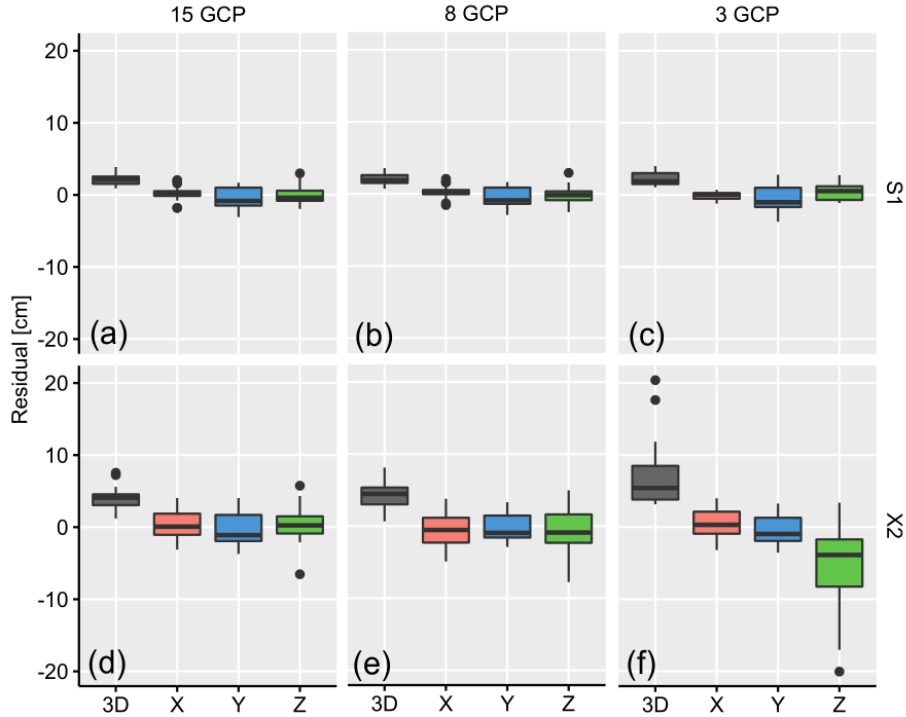 15 GCP 8 GCP 3 GCP
20
10
0
-10
-20
(a) (b) (c)
S1
Residual [cm]
20
10
0
-10
-20
(d) (e) (f)
X2
3D X Y Z 3D X Y Z 3D X Y Z